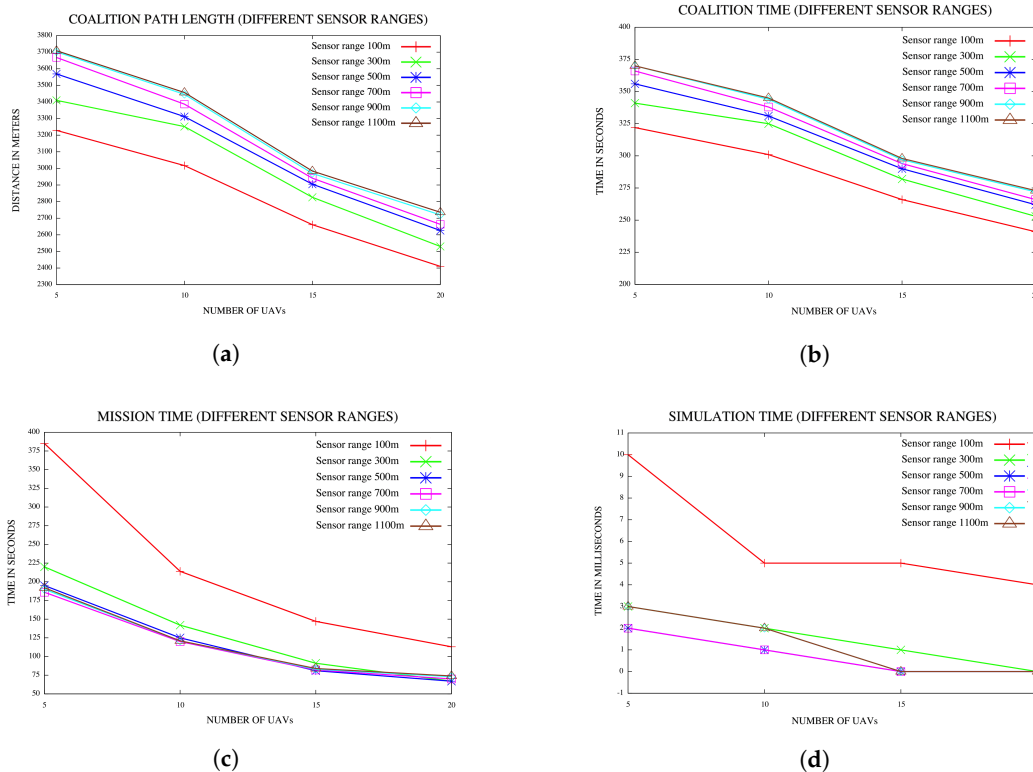 COALITION PATH LENGTH (DIFFERENT SENSOR RANGES)
DISTANCE IN METERS
3800
3700
3600
3500
3400
3300
3200
3100
3000
2900
2800
2700
2600
2500
2400
2300
Sensor range 100m
Sensor range 300m
Sensor range 500m
Sensor range 700m
Sensor range 900m
Sensor range 1100m
5 10 15 20
NUMBER OF UAVs
(a)
COALITION TIME (DIFFERENT SENSOR RANGES)
TIME IN SECONDS
400
375
350
325
300
275
250
225
200
Sensor range 100m
Sensor range 300m
Sensor range 500m
Sensor range 700m
Sensor range 900m
Sensor range 1100m
5 10 15
NUMBER OF UAVs
(b)
MISSION TIME (DIFFERENT SENSOR RANGES)
TIME IN SECONDS
400
375
350
325
300
275
250
225
200
175
150
125
100
75
50
Sensor range 100m
Sensor range 300m
Sensor range 500m
Sensor range 700m
Sensor range 900m
Sensor range 1100m
5 10 15 20
NUMBER OF UAVs
(c)
SIMULATION TIME (DIFFERENT SENSOR RANGES)
TIME IN MILLISECONDS
11
10
9
8
7
6
5
4
3
2
1
0
-1
Sensor range 100m
Sensor range 300m
Sensor range 500m
Sensor range 700m
Sensor range 900m
Sensor range 1100m
5 10 15
NUMBER OF UAVs
(d)